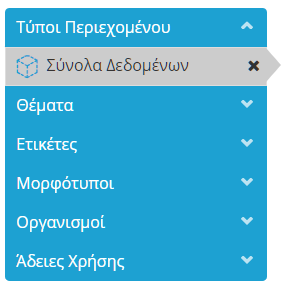 Τύποι Περιεχομένου
Σύνολα Δεδομένων
Θέματα
Ετικέτες
Μορφότυποι
Οργανισμοί
Άδειες Χρήσης